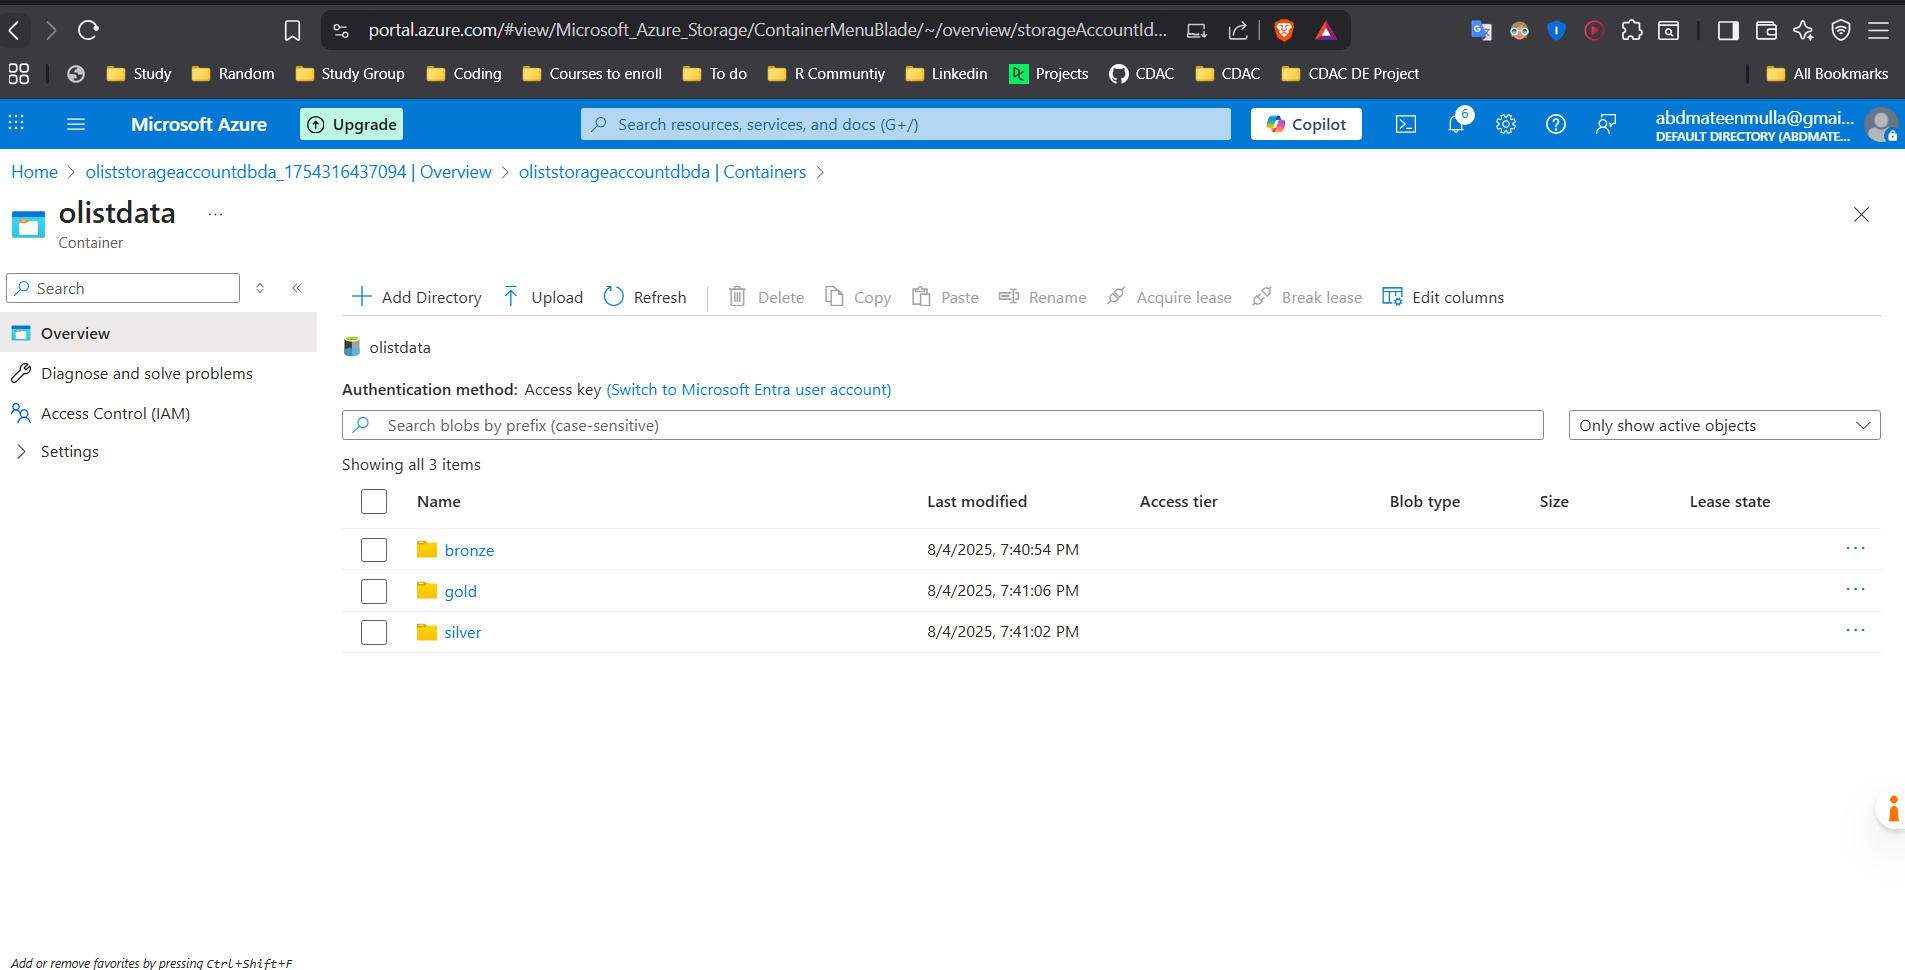 portal.azure.com/#view/Microsoft_Azure_Storage/ContainerMenuBlade/~/overview/storageAccountId...
Study Random Study Group Coding Courses to enroll To do R Communtiy Linkedin DC Projects CDAC CDAC CDAC DE Project All Bookmarks
Microsoft Azure Upgrade Search resources, services, and docs (G+/) Copilot 6 abdmateenmulla@gmai...
DEFAULT DIRECTORY (ABDMATE...
Home > oliststorageaccountdbda_1754316437094 | Overview > oliststorageaccountdbda | Containers >
olistdata ...
Container
Search
Add Directory Upload Refresh Delete Copy Paste Rename Acquire lease Break lease Edit columns
Overview
Diagnose and solve problems
Access Control (IAM)
Settings
olistdata
Authentication method: Access key (Switch to Microsoft Entra user account)
Search blobs by prefix (case-sensitive) Only show active objects
Showing all 3 items
Name Last modified Access tier Blob type Size Lease state
bronze 8/4/2025, 7:40:54 PM ...
gold 8/4/2025, 7:41:06 PM ...
silver 8/4/2025, 7:41:02 PM ...
Add or remove favorites by pressing Ctrl+Shift+F